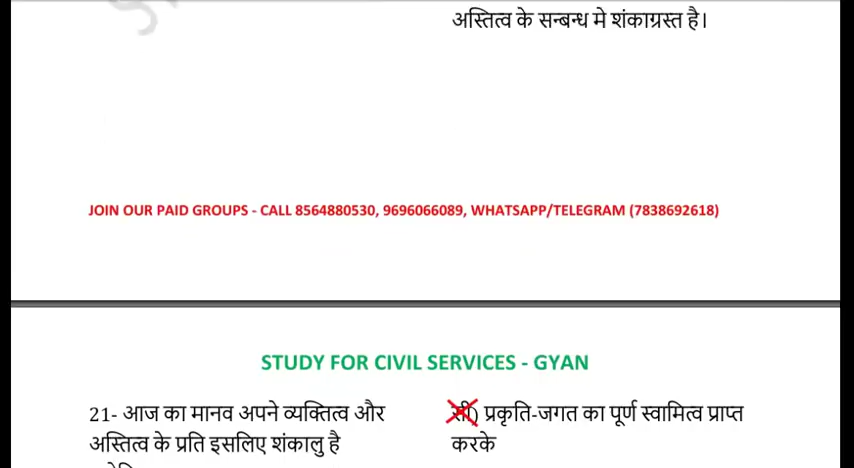 अस्तित्व के सन्बन्ध मे शंकाग्रस्त है।
JOIN OUR PAID GROUPS - CALL 8564880530, 9696066089, WHATSAPP/TELEGRAM (7838692618)
STUDY FOR CIVIL SERVICES - GYAN
21- आज का मानव अपने व्यक्तित्व और
अस्तित्व के प्रति इसलिए शंकालु है
सी) प्रकृति-जगत का पूर्ण स्वामित्व प्राप्त
करके